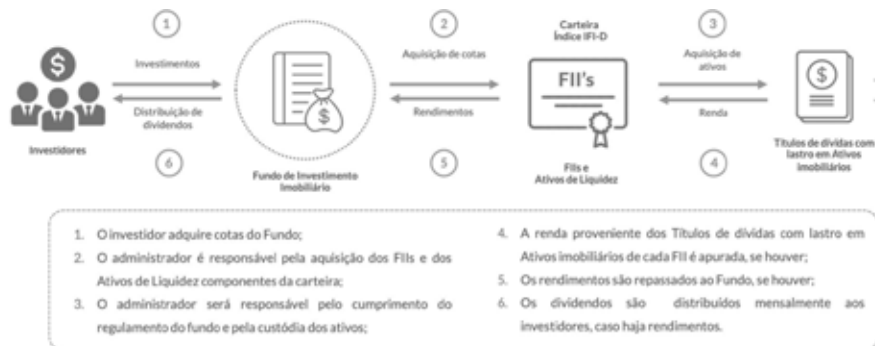 1
2
Carteira
Índice IFI-D
3
Investimentos
Aquisição de cotas
Aquisição de
ativos
$
FII's
$
$
Distribuição de
dividendos
Rendimentos
Renda
Investidores
6
Fundo de Investimento
Imobiliário
5
FIIs e
Ativos de Liquidez
4
Títulos de dívidas com
lastro em Ativos
imobiliários
1. O investidor adquire cotas do Fundo;
2. O administrador é responsável pela aquisição dos FIIs e dos
Ativos de Liquidez componentes da carteira;
3. O administrador será responsável pelo cumprimento do
regulamento do fundo e pela custódia dos ativos;
4. A renda proveniente dos Títulos de dívidas com lastro em
Ativos imobiliários de cada FII é apurada, se houver;
5. Os rendimentos são repassados ao Fundo, se houver;
6. Os dividendos são distribuídos mensalmente aos
investidores, caso haja rendimentos.